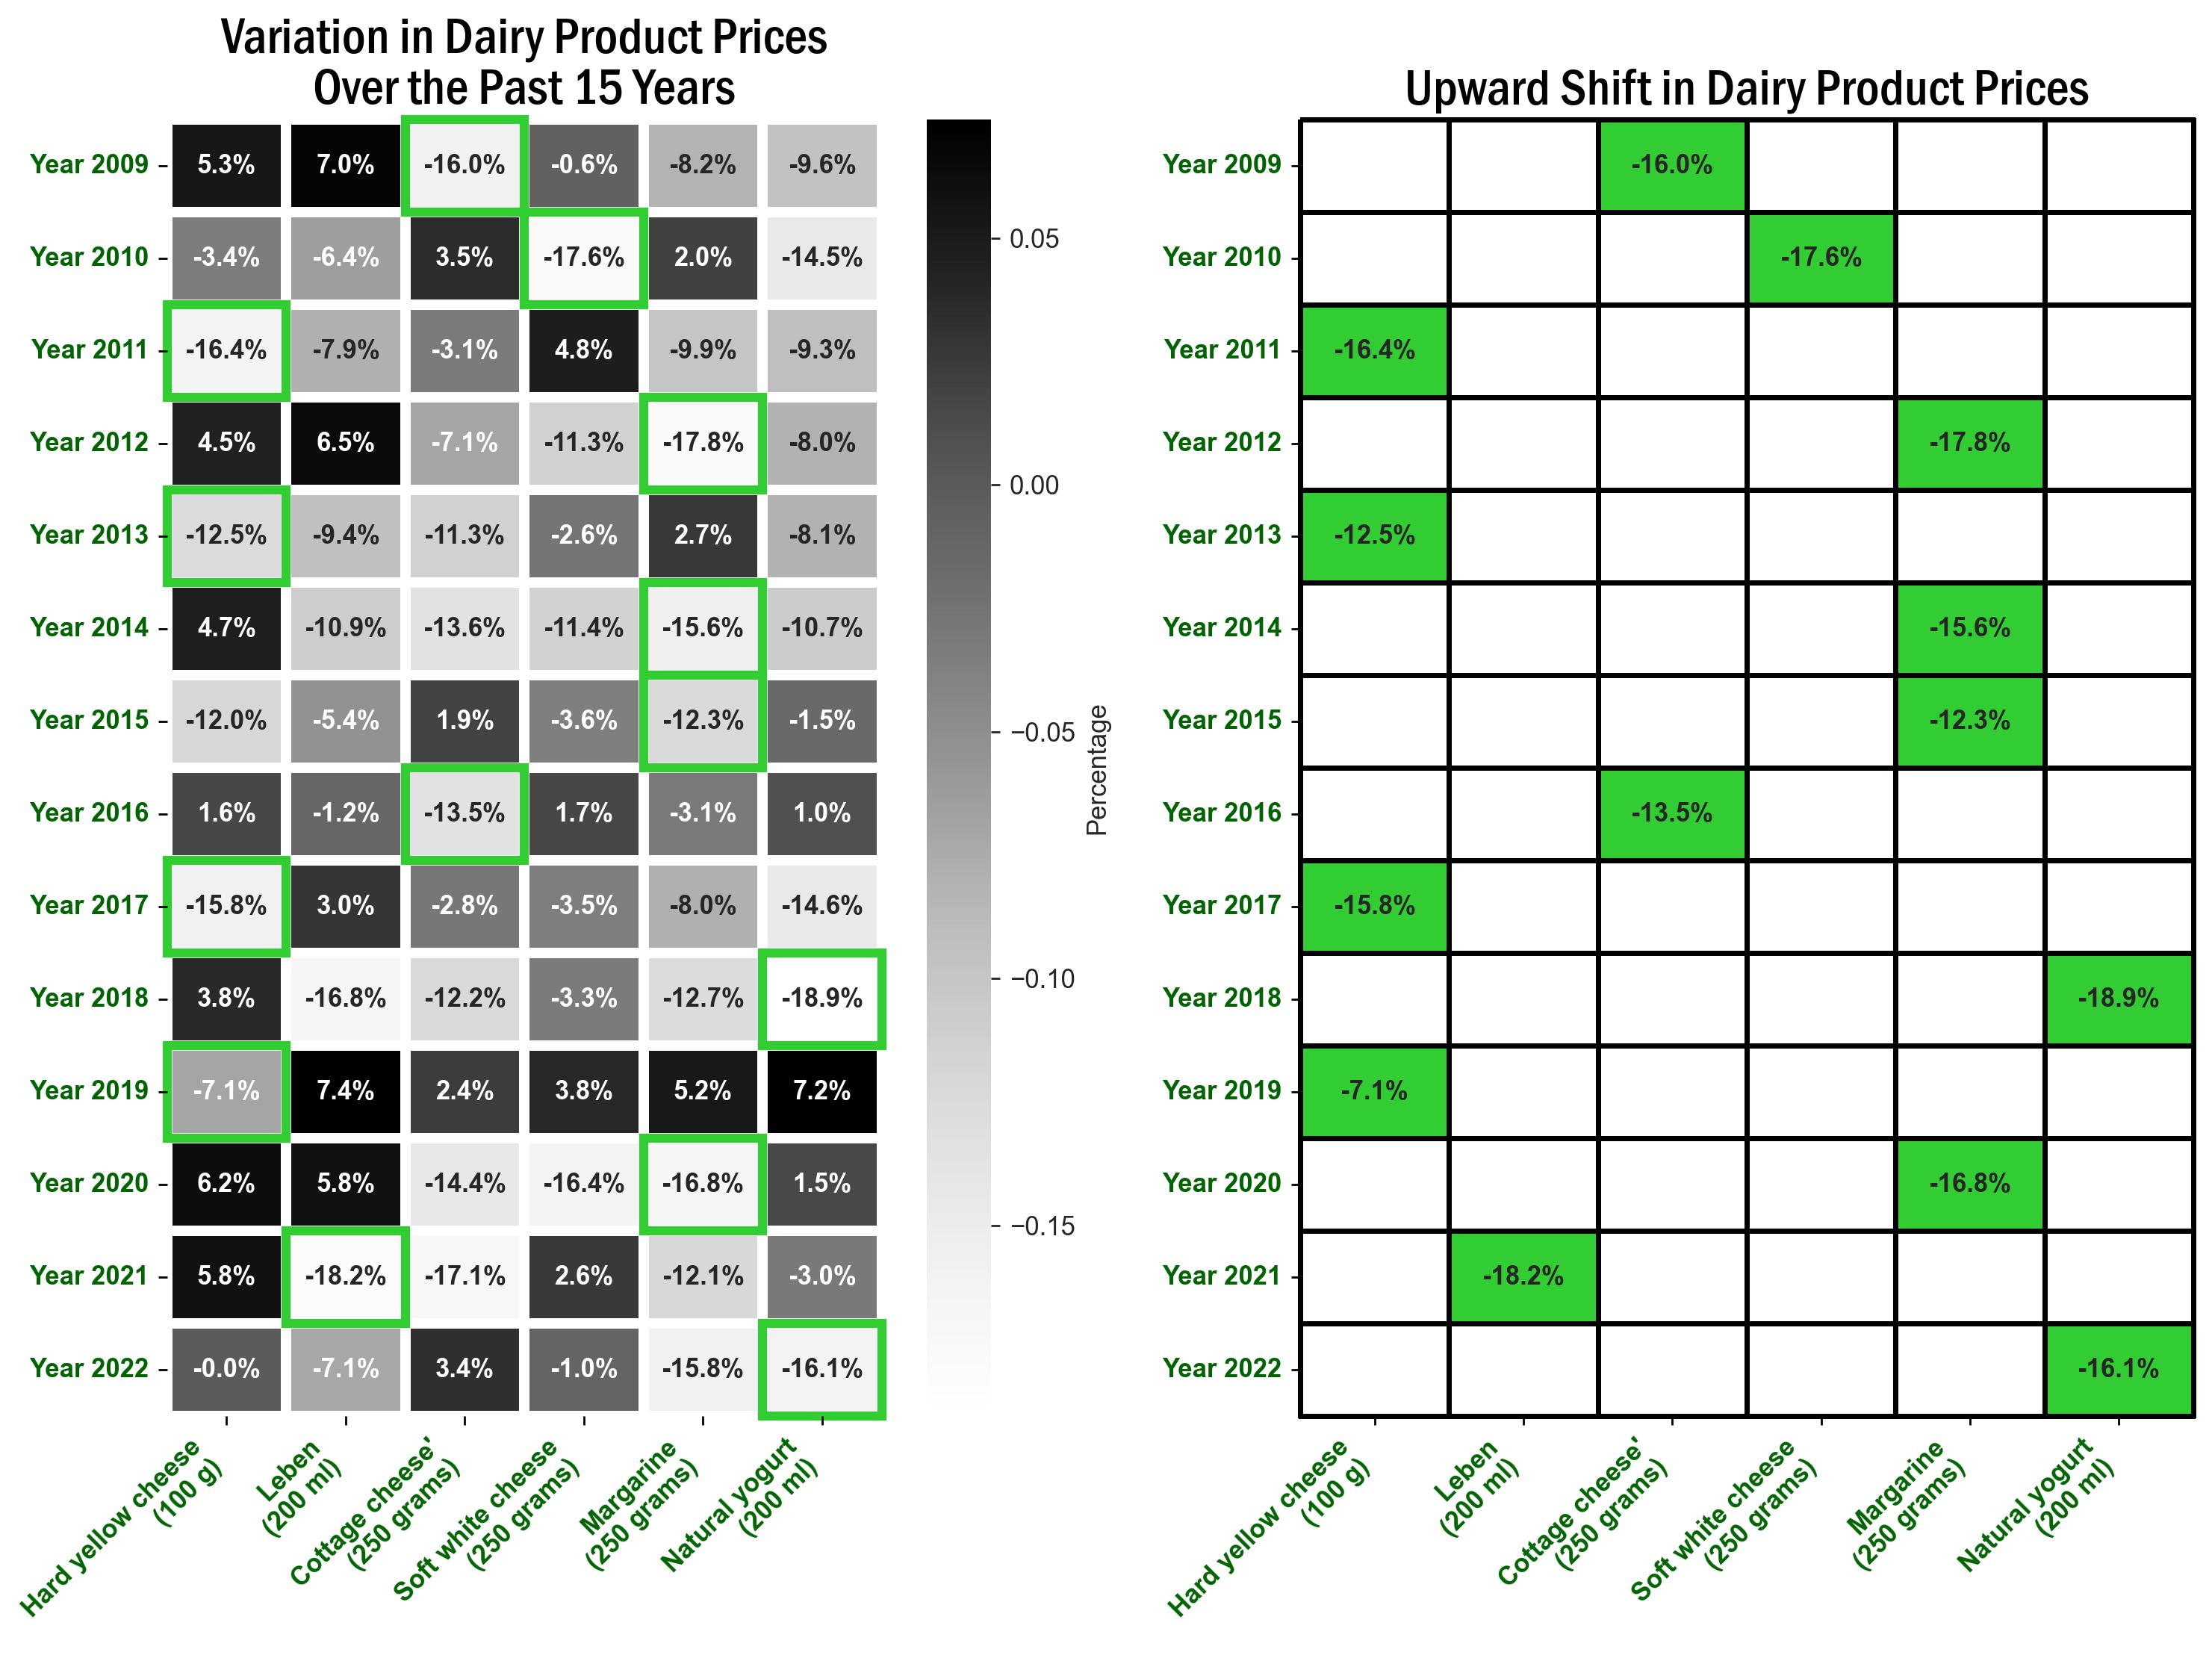 Variation in Dairy Product Prices
Over the Past 15 Years
Year 2009 5.3% 7.0% -16.0% -0.6% -8.2% -9.6%
Year 2010 -3.4% -6.4% 3.5% -17.6% 2.0% -14.5%
Year 2011 -16.4% -7.9% -3.1% 4.8% -9.9% -9.3%
Year 2012 4.5% 6.5% -7.1% -11.3% -17.8% -8.0%
Year 2013 -12.5% -9.4% -11.3% -2.6% 2.7% -8.1%
Year 2014 4.7% -10.9% -13.6% -11.4% -15.6% -10.7%
Year 2015 -12.0% -5.4% 1.9% -3.6% -12.3% -1.5%
Year 2016 1.6% -1.2% -13.5% 1.7% -3.1% 1.0%
Year 2017 -15.8% 3.0% -2.8% -3.5% -8.0% -14.6%
Year 2018 3.8% -16.8% -12.2% -3.3% -12.7% -18.9%
Year 2019 -7.1% 7.4% 2.4% 3.8% 5.2% 7.2%
Year 2020 6.2% 5.8% -14.4% -16.4% -16.8% 1.5%
Year 2021 5.8% -18.2% -17.1% 2.6% -12.1% -3.0%
Year 2022 -0.0% -7.1% 3.4% -1.0% -15.8% -16.1%
Hard yellow cheese
(100 g)
Leben
(200 ml)
Cottage cheese'
(250 grams)
Soft white cheese
(250 grams)
Margarine
(250 grams)
Natural yogurt
(200 ml)
0.05
0.00
−0.05
−0.10
−0.15
Percentage
Upward Shift in Dairy Product Prices
Year 2009 -16.0%
Year 2010 -17.6%
Year 2011 -16.4%
Year 2012 -17.8%
Year 2013 -12.5%
Year 2014 -15.6%
Year 2015 -12.3%
Year 2016 -13.5%
Year 2017 -15.8%
Year 2018 -18.9%
Year 2019 -7.1%
Year 2020 -16.8%
Year 2021 -18.2%
Year 2022 -16.1%
Hard yellow cheese
(100 g)
Leben
(200 ml)
Cottage cheese'
(250 grams)
Soft white cheese
(250 grams)
Margarine
(250 grams)
Natural yogurt
(200 ml)